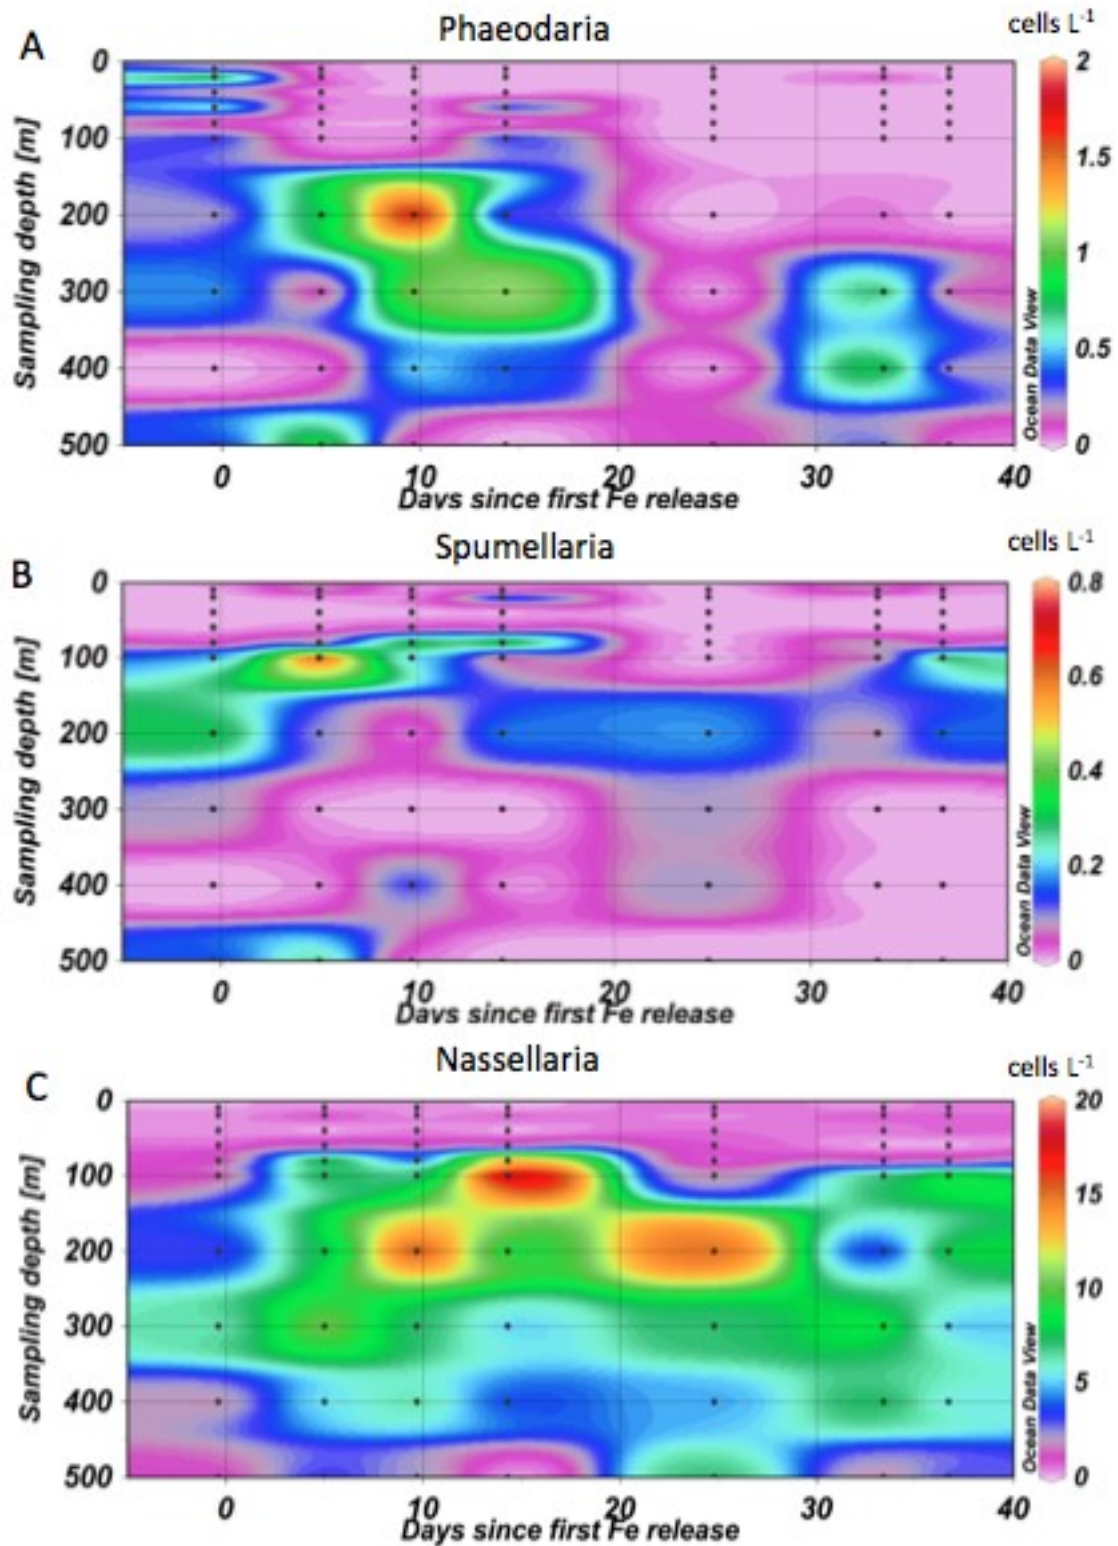 A
Phaeodaria
cells L-1
0
100
200
300
400
500
Sampling depth [m]
0
10
20
30
40
Days since first Fe release
Ocean Data View
2
1.5
1
0.5
0
B
Spumellaria
cells L-1
0
100
200
300
400
500
Sampling depth [m]
0
10
20
30
40
Days since first Fe release
Ocean Data View
0.8
0.6
0.4
0.2
0
C
Nassellaria
cells L-1
0
100
200
300
400
500
Sampling depth [m]
0
10
20
30
40
Days since first Fe release
Ocean Data View
20
15
10
5
0